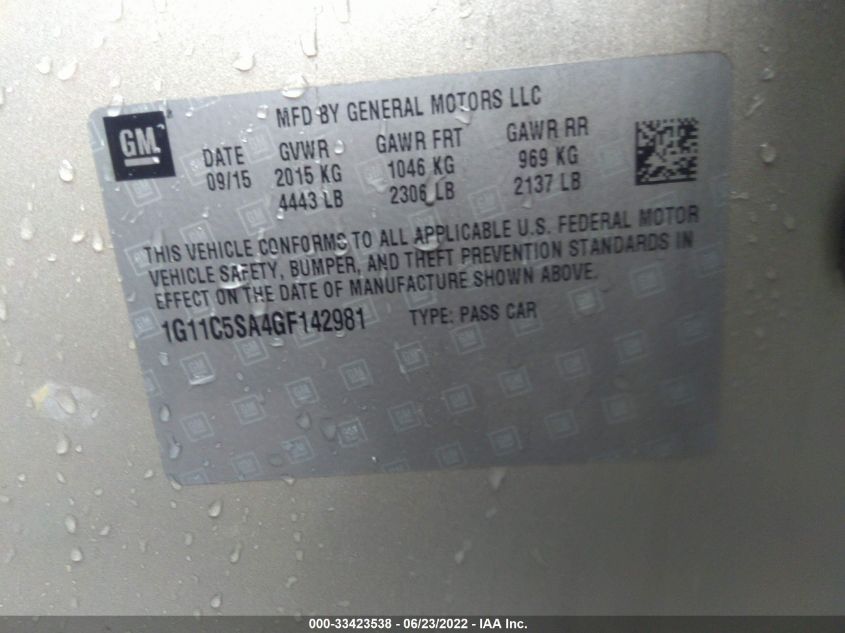 MFD BY GENERAL MOTORS LLC
GM
DATE GVWR GAWR FRT GAWR RR
09/15 2015 KG 1046 KG 969 KG
4443 LB 2306 LB 2137 LB
THIS VEHICLE CONFORMS TO ALL APPLICABLE U.S. FEDERAL MOTOR
VEHICLE SAFETY, BUMPER, AND THEFT PREVENTION STANDARDS IN
EFFECT ON THE DATE OF MANUFACTURE SHOWN ABOVE.
1G11C5SA4GF142981 TYPE: PASS CAR
000-33423538 - 06/23/2022 - IAA Inc.